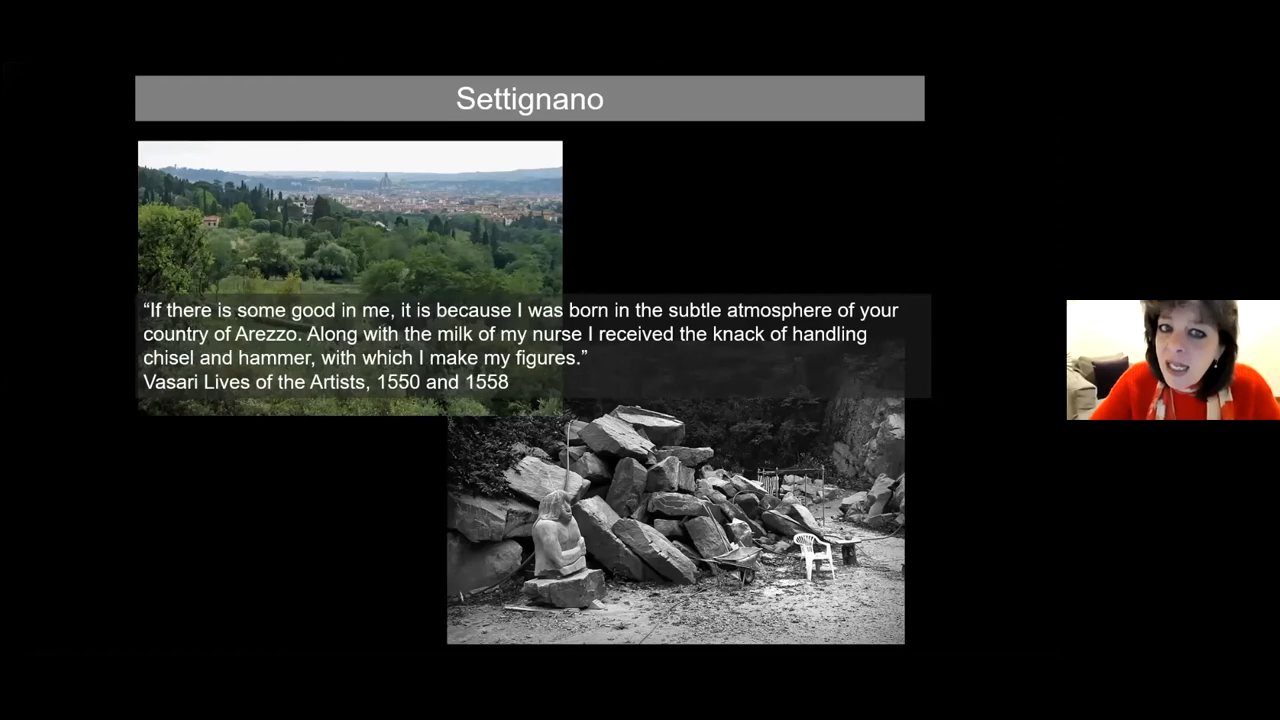 Settignano
“If there is some good in me, it is because I was born in the subtle atmosphere of your
country of Arezzo. Along with the milk of my nurse I received the knack of handling
chisel and hammer, with which I make my figures.”
Vasari Lives of the Artists, 1550 and 1558